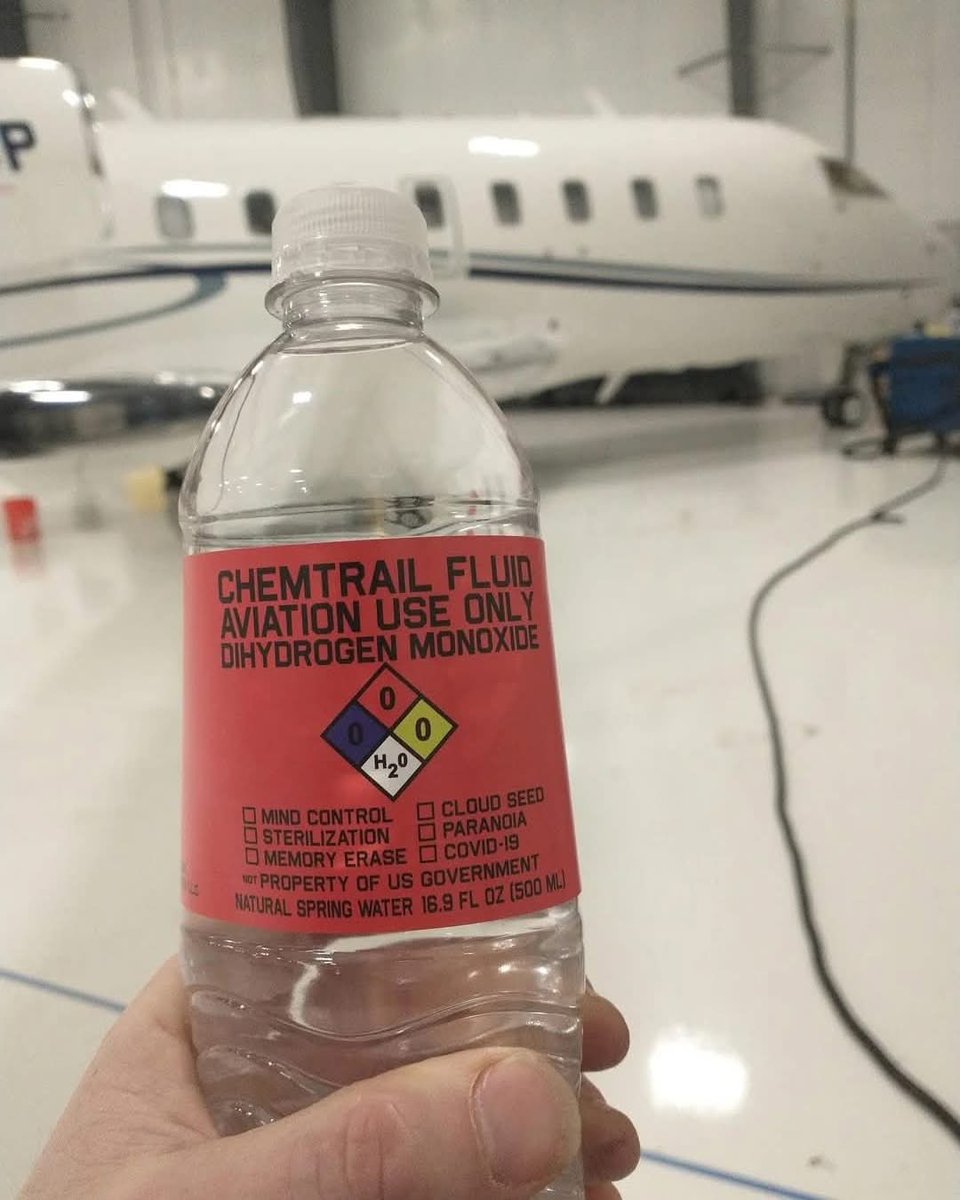 P
CHEMTRAIL FLUID
AVIATION USE ONLY
DIHYDROGEN MONOXIDE
0
0 0
H2O
☐ MIND CONTROL ☐ CLOUD SEED
☐ STERILIZATION ☐ PARANOIA
☐ MEMORY ERASE ☐ COVID-19
NOT PROPERTY OF US GOVERNMENT
NATURAL SPRING WATER 16.9 FL OZ (500 ML)
LLC